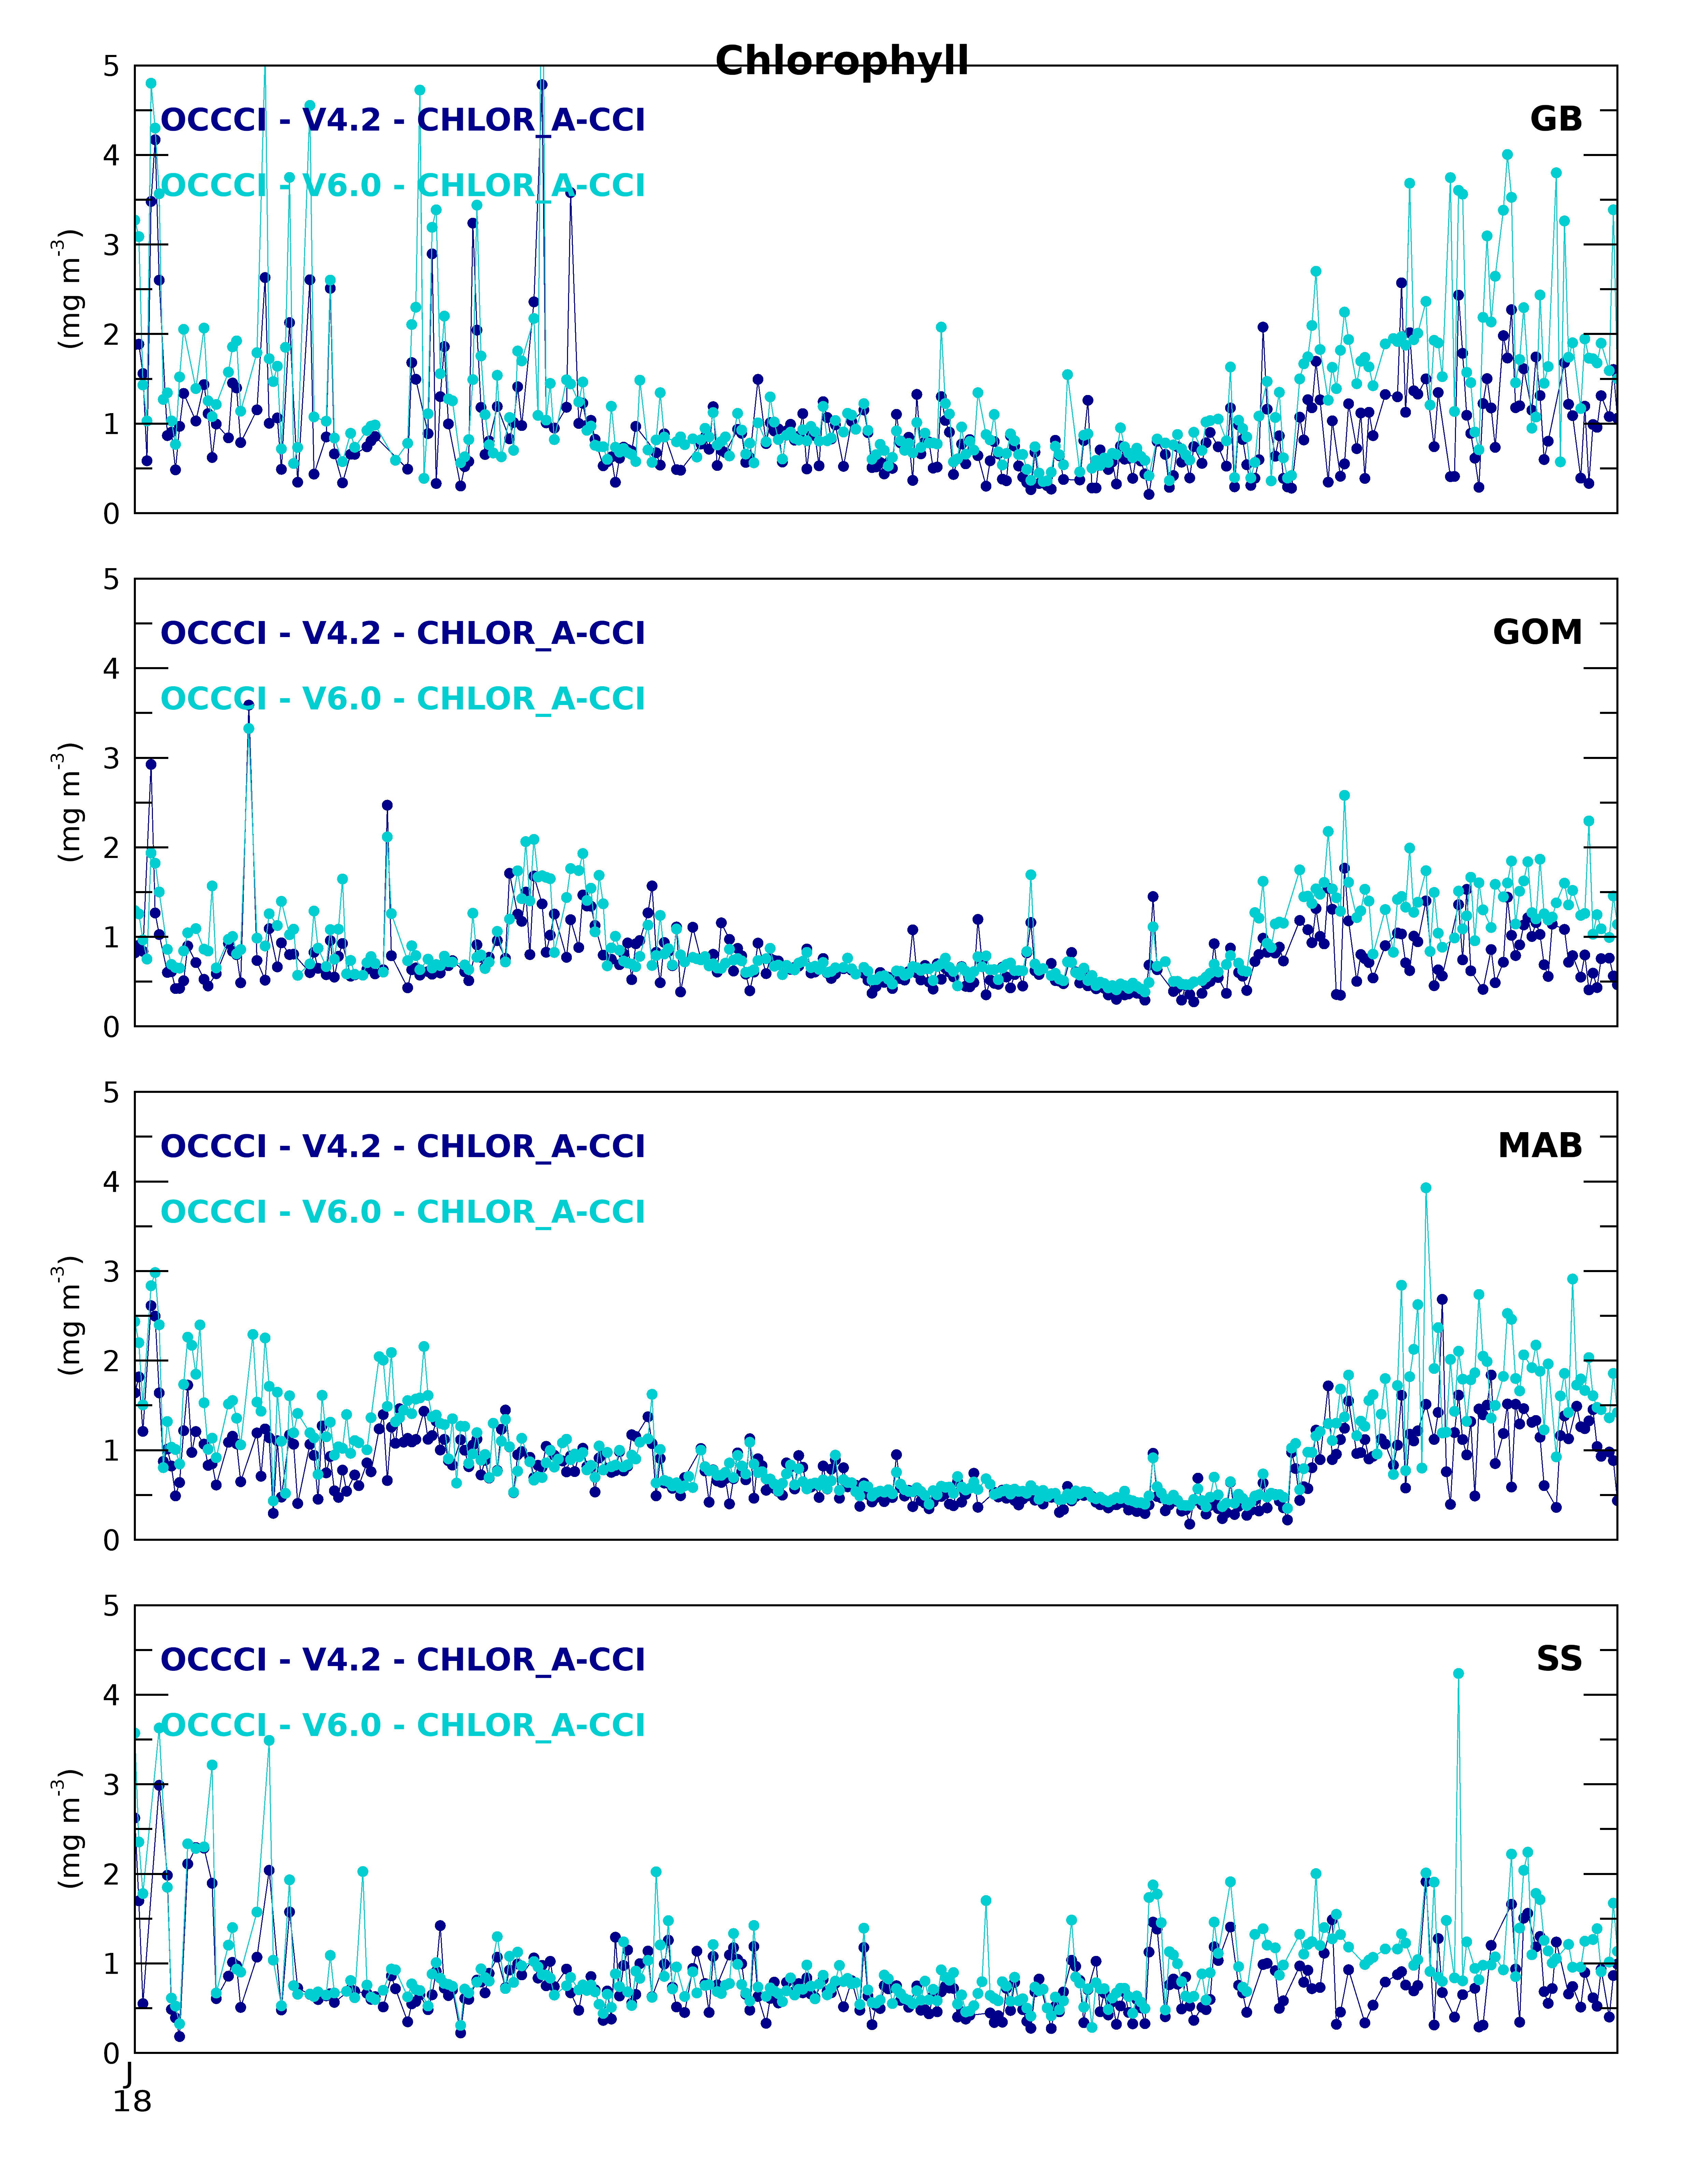 Chlorophyll
5
OCCCI - V4.2 - CHLOR_A-CCI
GB
4
OCCCI - V6.0 - CHLOR_A-CCI
3
(mg m-3)
2
1
0
5
OCCCI - V4.2 - CHLOR_A-CCI
GOM
4
OCCCI - V6.0 - CHLOR_A-CCI
3
(mg m-3)
2
1
0
5
OCCCI - V4.2 - CHLOR_A-CCI
MAB
4
OCCCI - V6.0 - CHLOR_A-CCI
3
(mg m-3)
2
1
0
5
OCCCI - V4.2 - CHLOR_A-CCI
SS
4
OCCCI - V6.0 - CHLOR_A-CCI
3
(mg m-3)
2
1
0
J
18